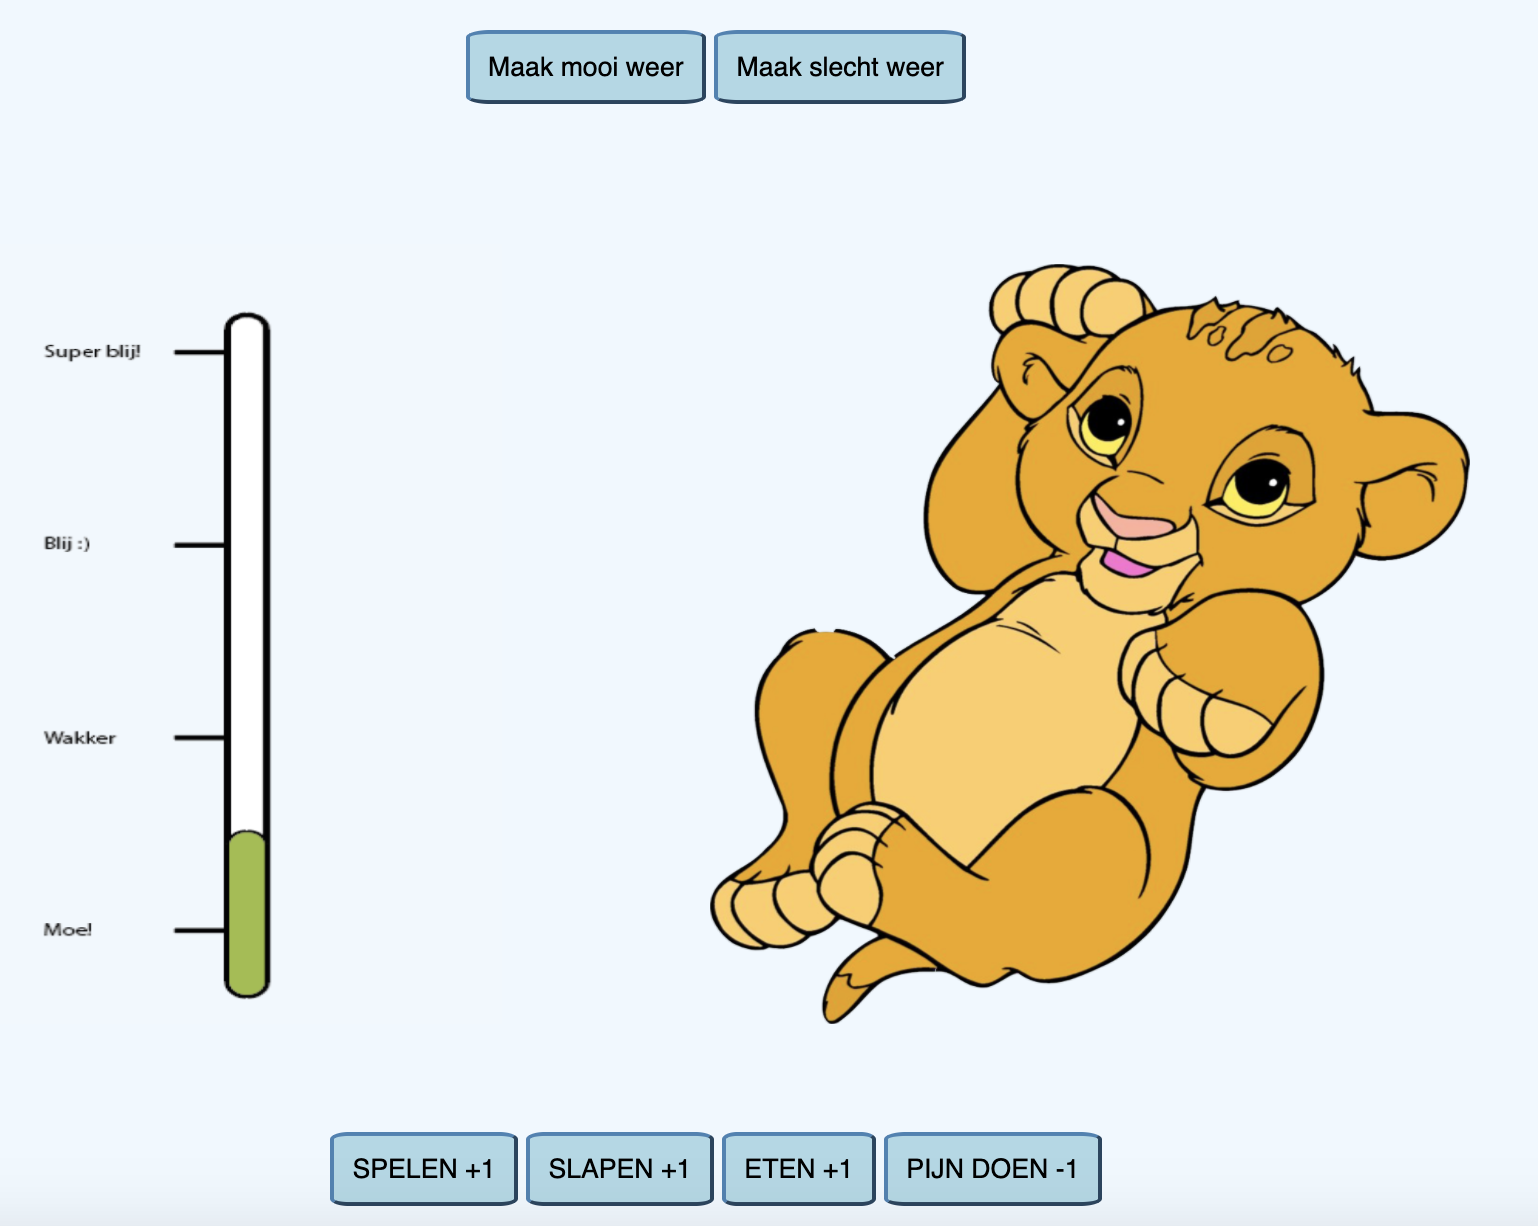 Maak mooi weer
Maak slecht weer
Super blij!
Blij :)
Wakker
Moe!
SPELEN +1
SLAPEN +1
ETEN +1
PIJN DOEN -1